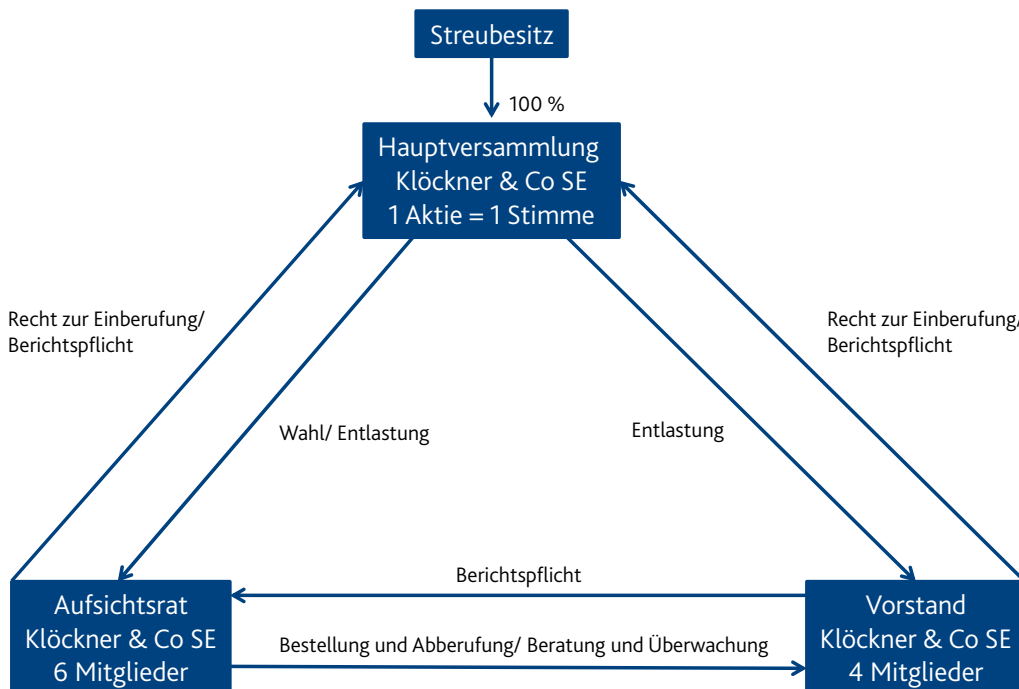 Streubesitz
100 %
Hauptversammlung
Klöckner & Co SE
1 Aktie = 1 Stimme
Recht zur Einberufung/
Berichtspflicht
Recht zur Einberufung/
Berichtspflicht
Wahl/ Entlastung
Entlastung
Berichtspflicht
Aufsichtsrat
Klöckner & Co SE
6 Mitglieder
Bestellung und Abberufung/ Beratung und Überwachung
Vorstand
Klöckner & Co SE
4 Mitglieder